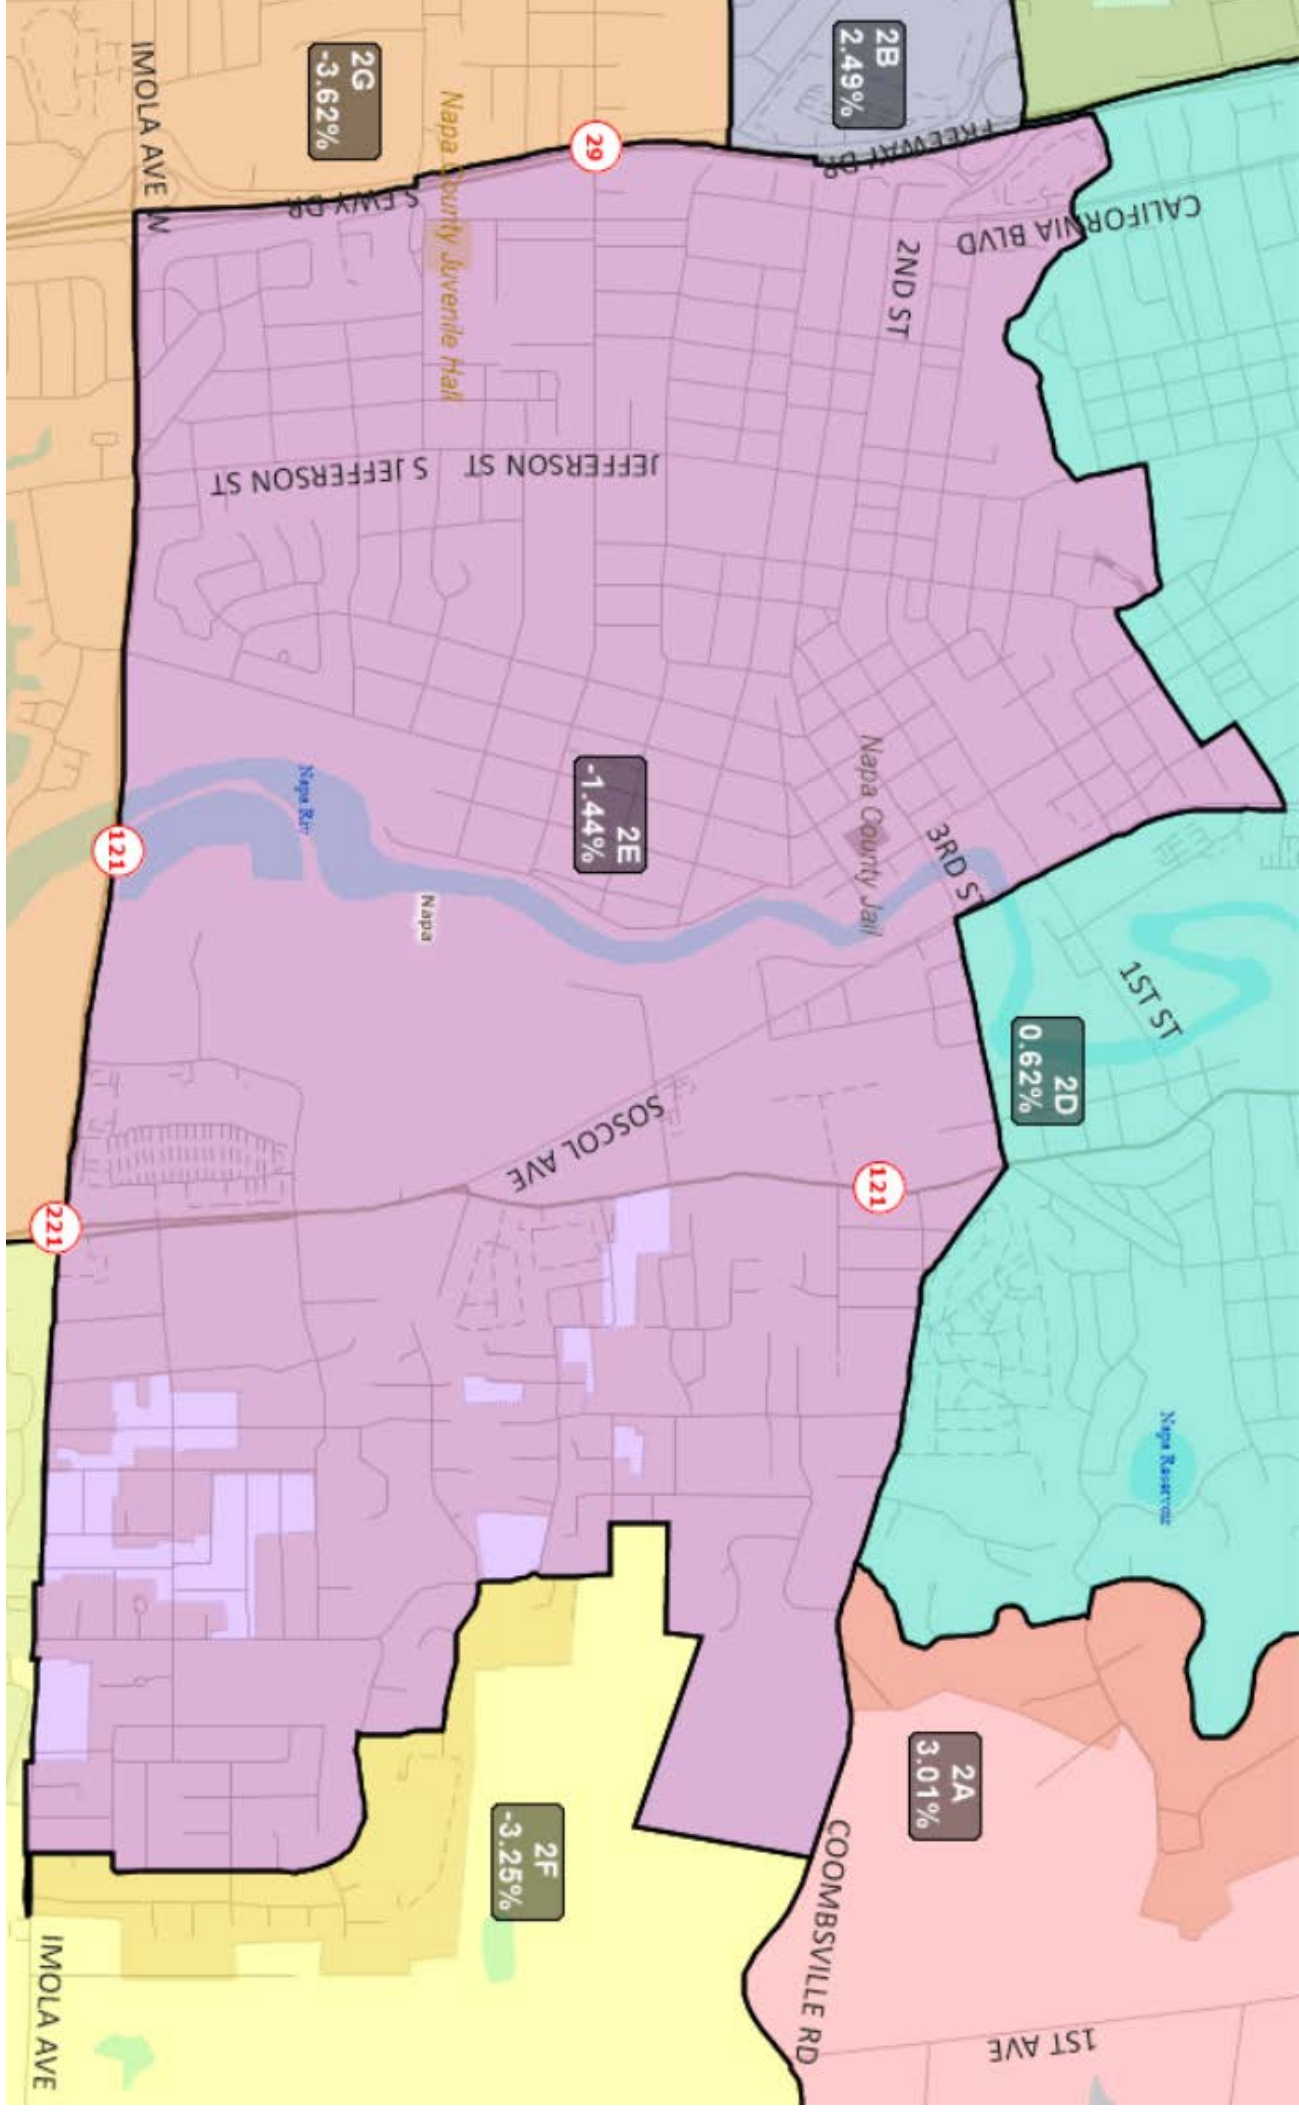 2G
-3.62%
2B
2.49%
IMOLA AVE W
S FWY DR
29
FREEWAY DR
CALIFORNIA BLVD
2ND ST
Napa County Juvenile Hall
S JEFFERSON ST
JEFFERSON ST
2E
-1.44%
Napa County Jail
3RD ST
Napa Riv
121
Napa
1ST ST
2D
0.62%
SOSCOL AVE
121
221
Napa Reservoir
2A
3.01%
2F
-3.25%
COOMBSVILLE RD
IMOLA AVE
1ST AVE